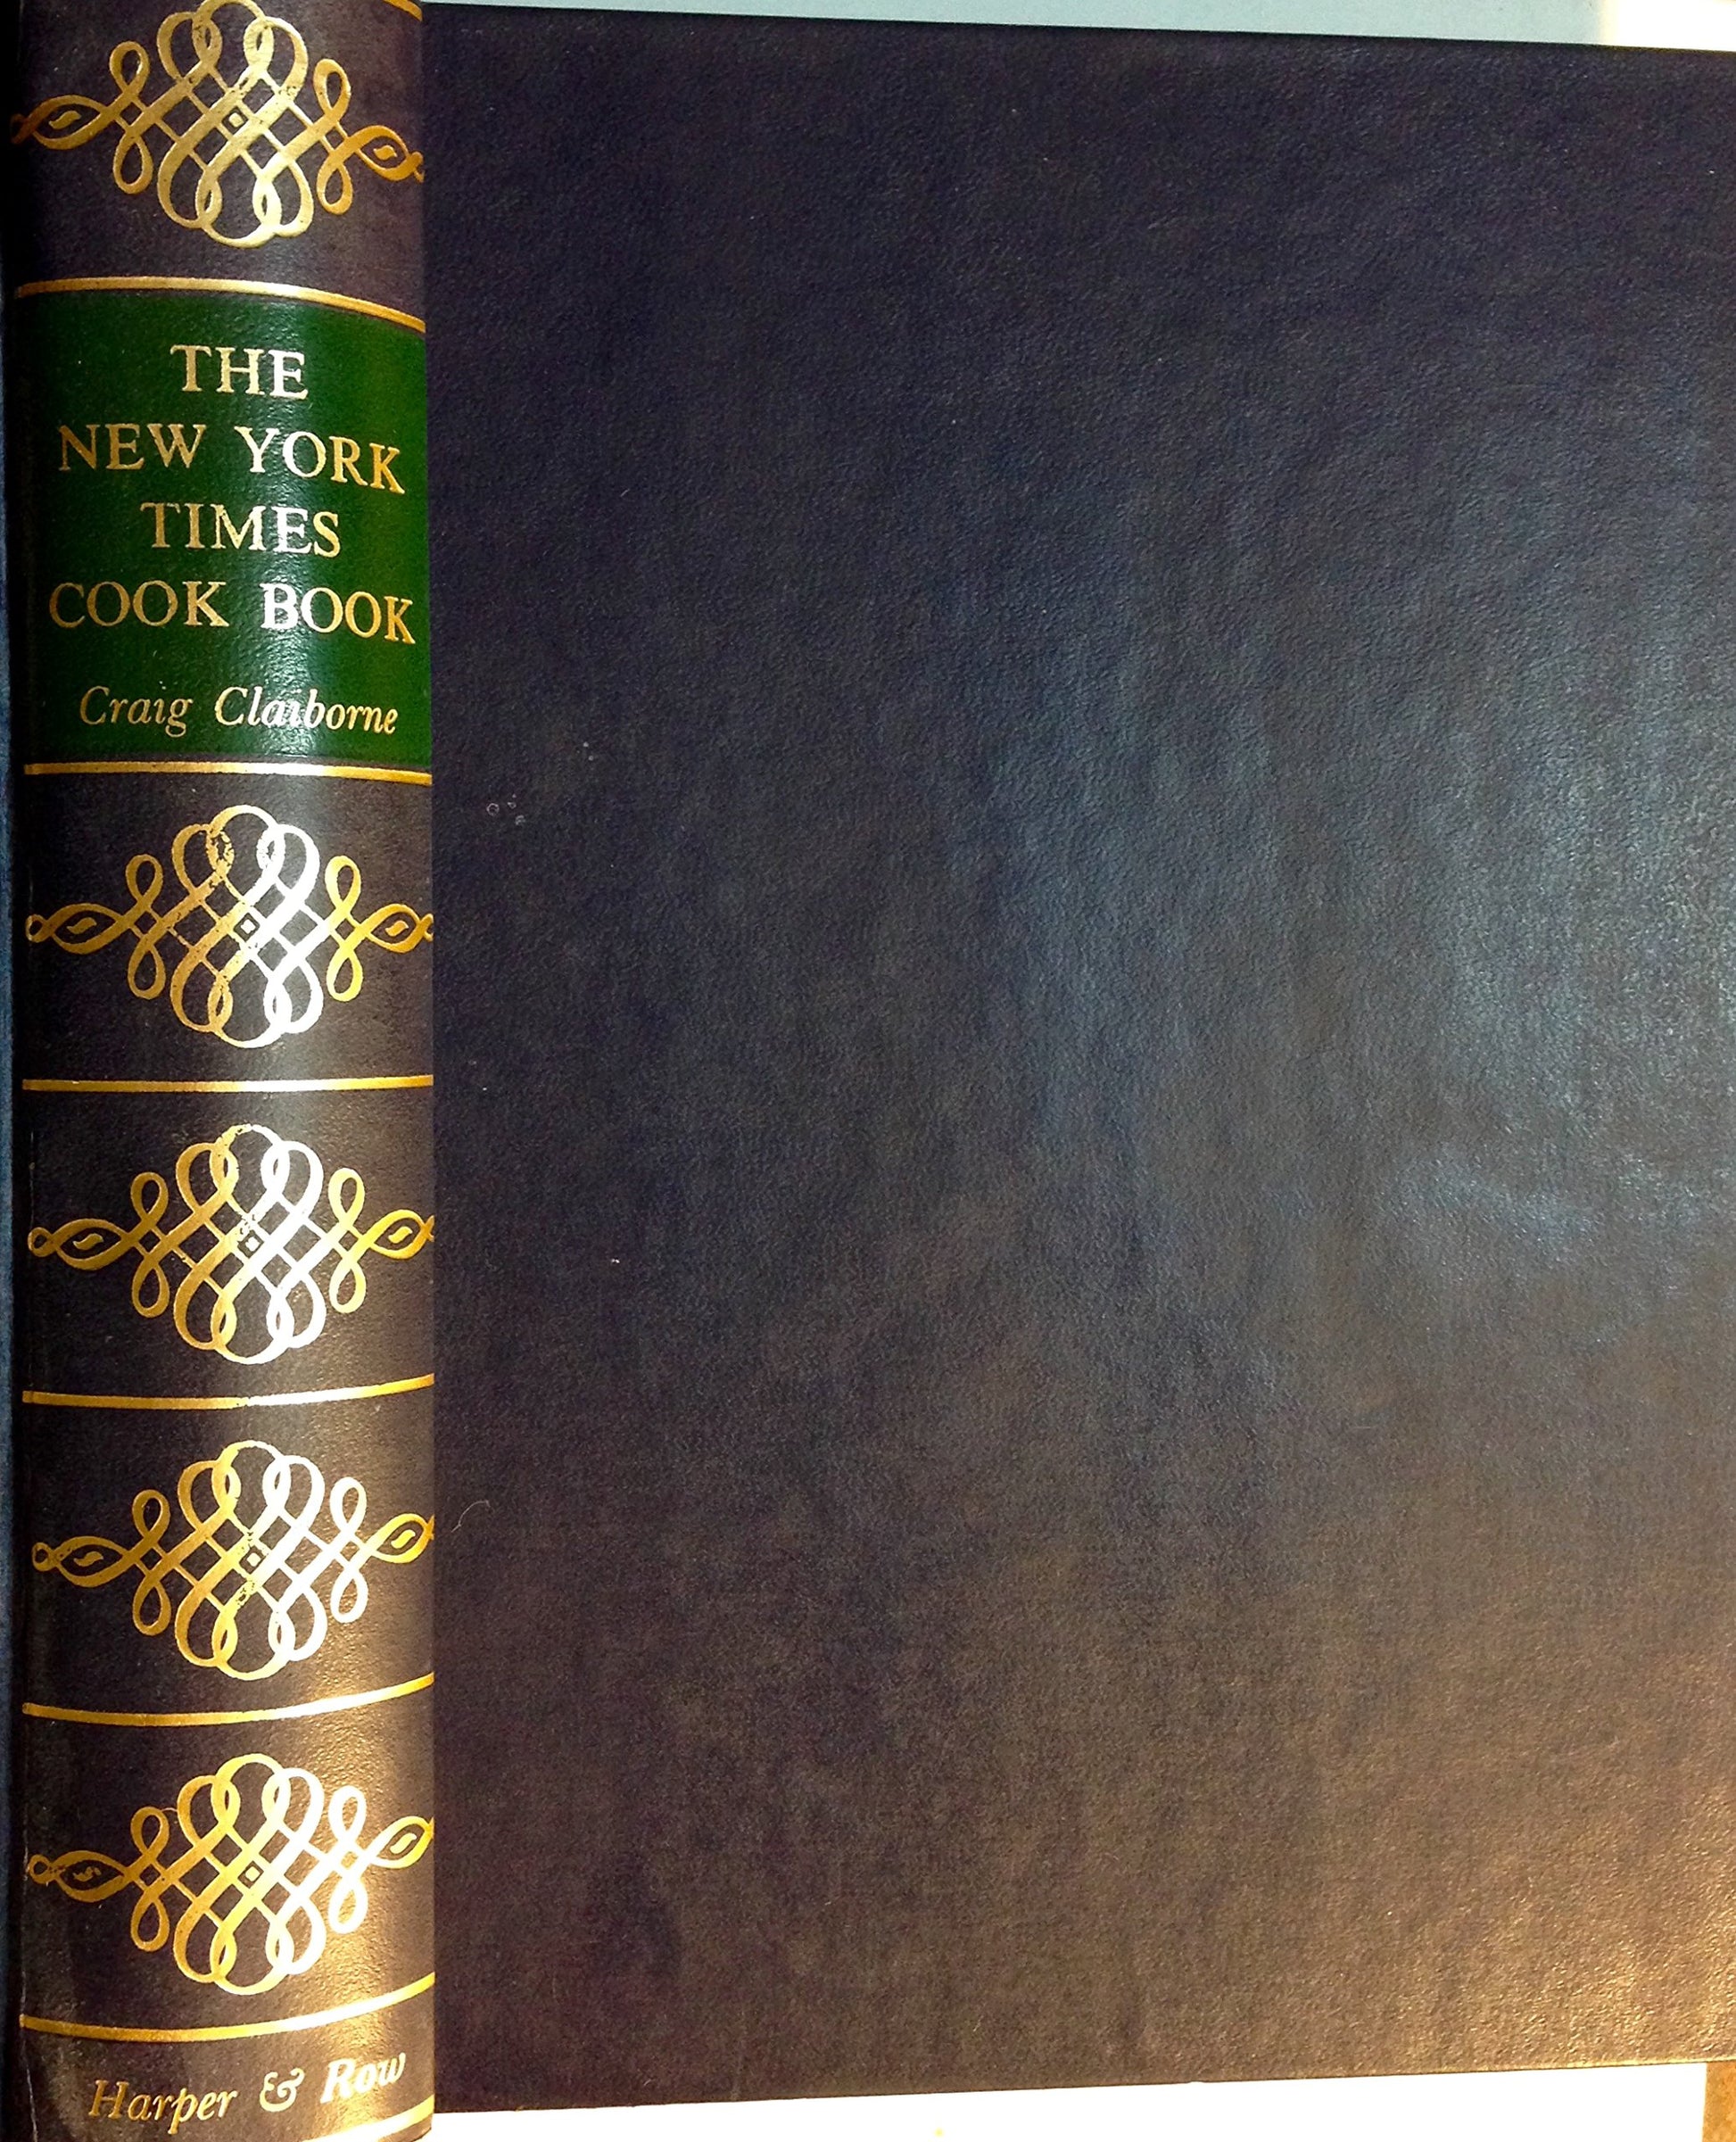 THE
NEW YORK
TIMES
COOK BOOK
Craig Claiborne
Harper & Row